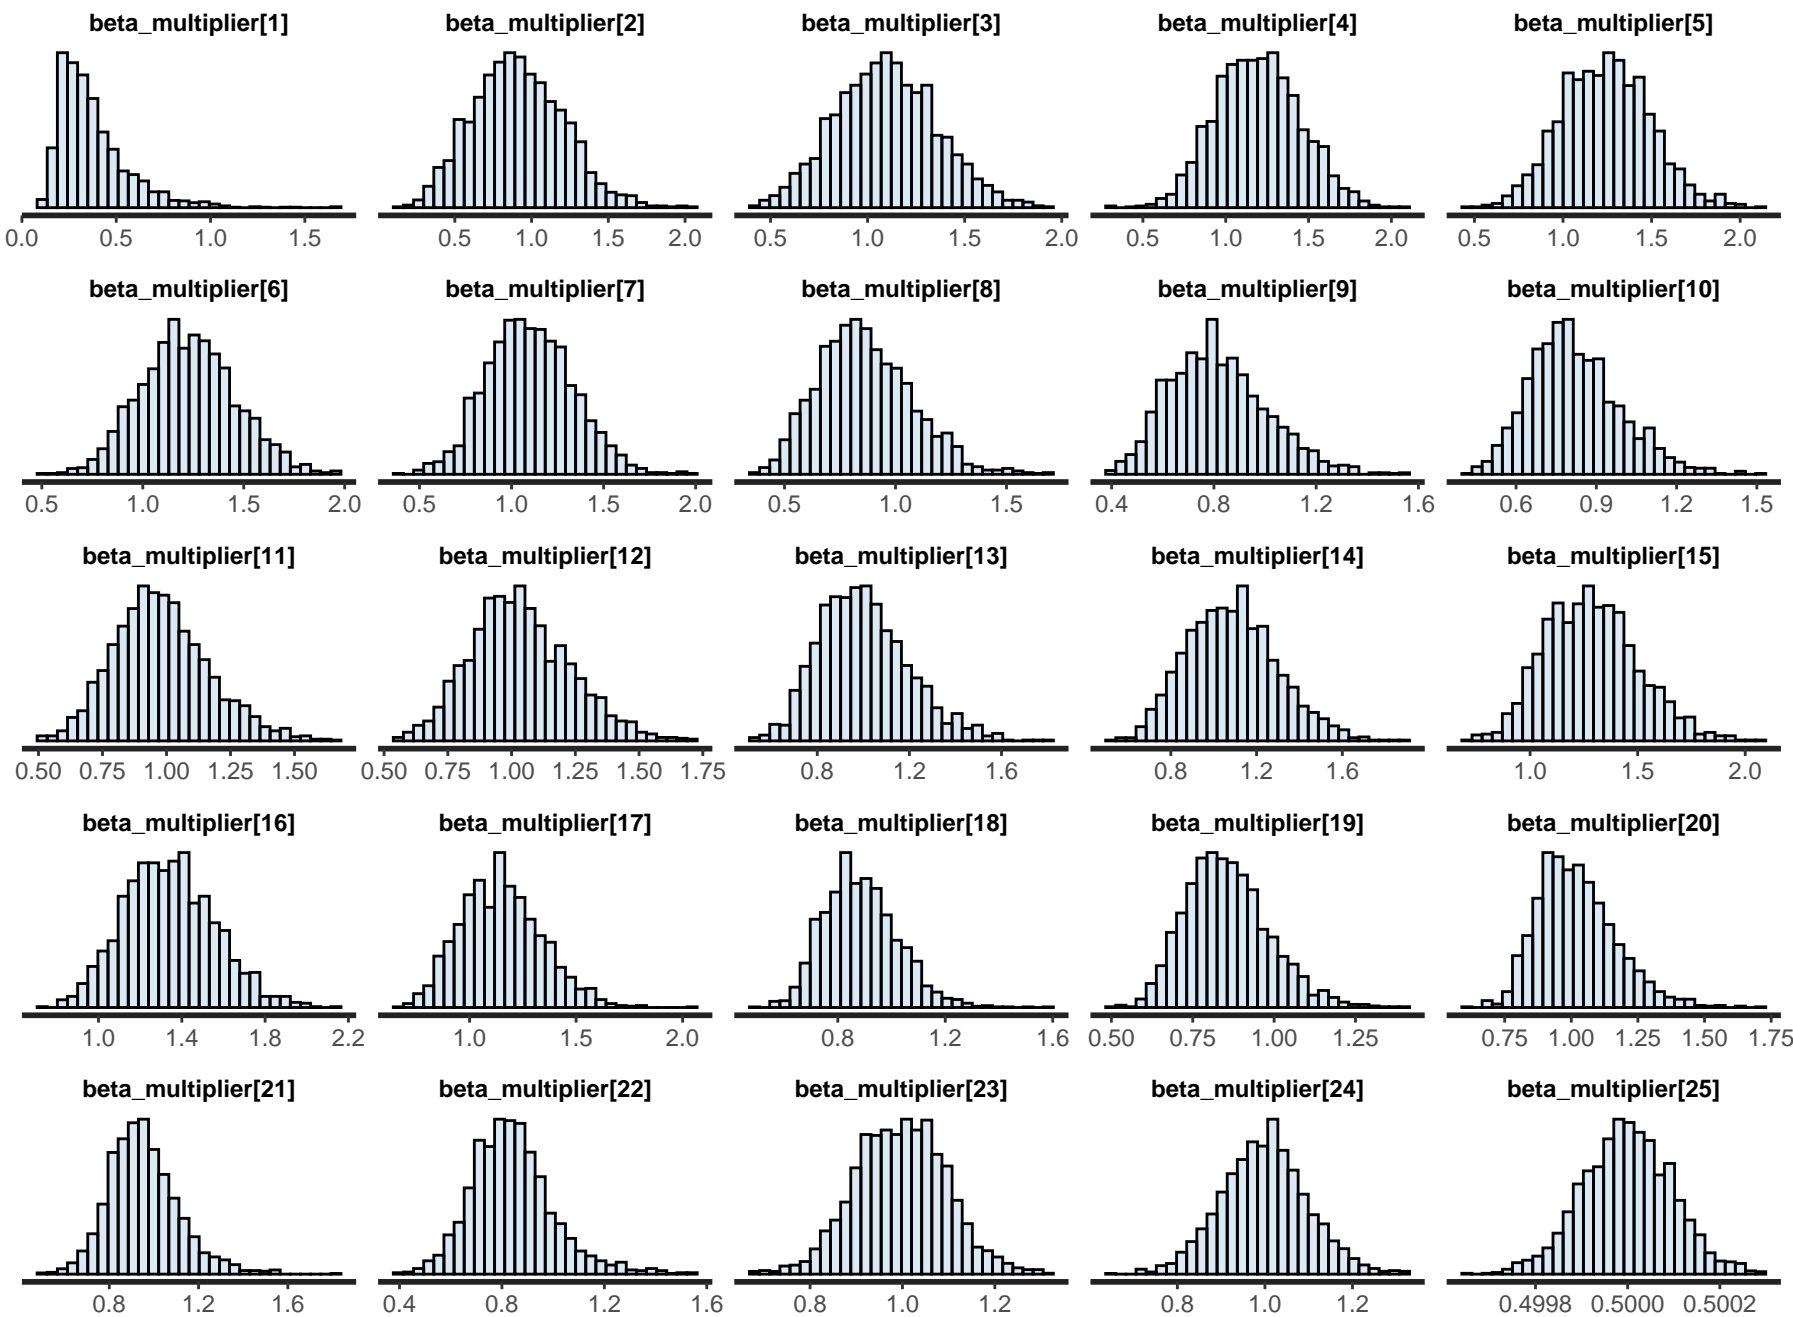 beta_multiplier[1] beta_multiplier[2] beta_multiplier[3] beta_multiplier[4] beta_multiplier[5]
0.0 0.5 1.0 1.5 0.5 1.0 1.5 2.0 0.5 1.0 1.5 2.0 0.5 1.0 1.5 2.0 0.5 1.0 1.5 2.0
beta_multiplier[6] beta_multiplier[7] beta_multiplier[8] beta_multiplier[9] beta_multiplier[10]
0.5 1.0 1.5 2.0 0.5 1.0 1.5 2.0 0.5 1.0 1.5 0.4 0.8 1.2 1.6 0.6 0.9 1.2 1.5
beta_multiplier[11] beta_multiplier[12] beta_multiplier[13] beta_multiplier[14] beta_multiplier[15]
0.50 0.75 1.00 1.25 1.50 0.50 0.75 1.00 1.25 1.50 1.75 0.8 1.2 1.6 0.8 1.2 1.6 1.0 1.5 2.0
beta_multiplier[16] beta_multiplier[17] beta_multiplier[18] beta_multiplier[19] beta_multiplier[20]
1.0 1.4 1.8 2.2 1.0 1.5 2.0 0.8 1.2 1.6 0.50 0.75 1.00 1.25 0.75 1.00 1.25 1.50 1.75
beta_multiplier[21] beta_multiplier[22] beta_multiplier[23] beta_multiplier[24] beta_multiplier[25]
0.8 1.2 1.6 0.4 0.8 1.2 1.6 0.8 1.0 1.2 0.8 1.0 1.2 0.4998 0.5000 0.5002